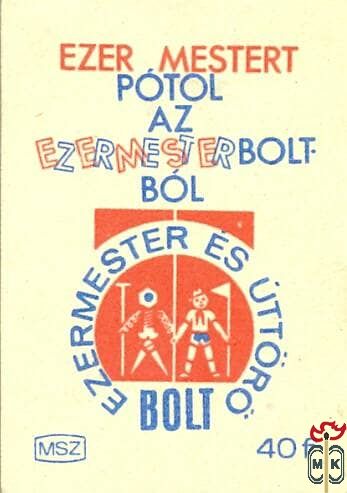 EZER MESTERT
PÓTOL
AZ
EZERMESTERBOLT-
BÓL
EZERMESTER ÉS ÚTTÖRŐ
BOLT
MSZ
40 f
MK